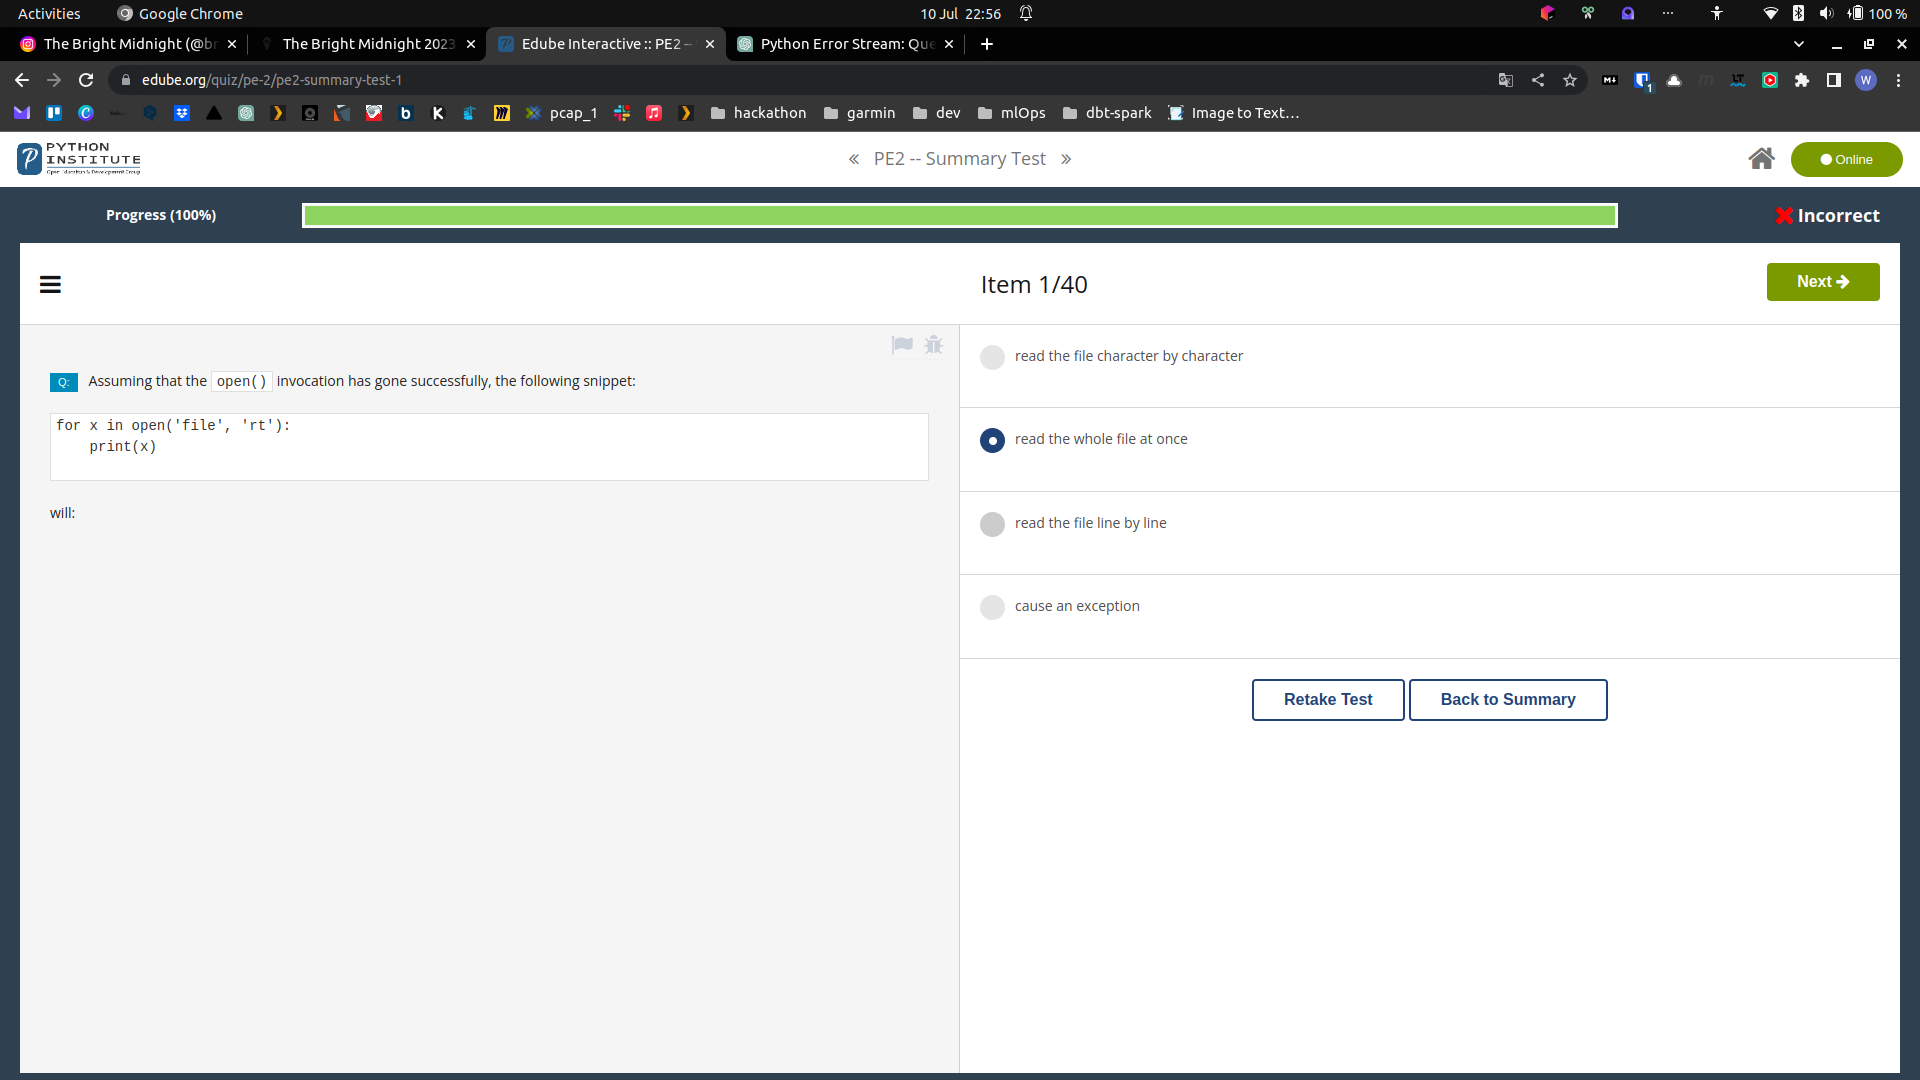 Activities
Google Chrome
10 Jul 22:56
100 %
The Bright Midnight (@br
The Bright Midnight 2023
Edube Interactive :: PE2 –
Python Error Stream: Que
edube.org/quiz/pe-2/pe2-summary-test-1
pcap_1
hackathon
garmin
dev
mlOps
dbt-spark
Image to Text…
PYTHON
INSTITUTE
Open Education & Development Group
« PE2 -- Summary Test »
Online
Progress (100%)
Incorrect
Item 1/40
Next
Q: Assuming that the open() invocation has gone successfully, the following snippet:
for x in open('file', 'rt'):
    print(x)
will:
read the file character by character
read the whole file at once
read the file line by line
cause an exception
Retake Test
Back to Summary